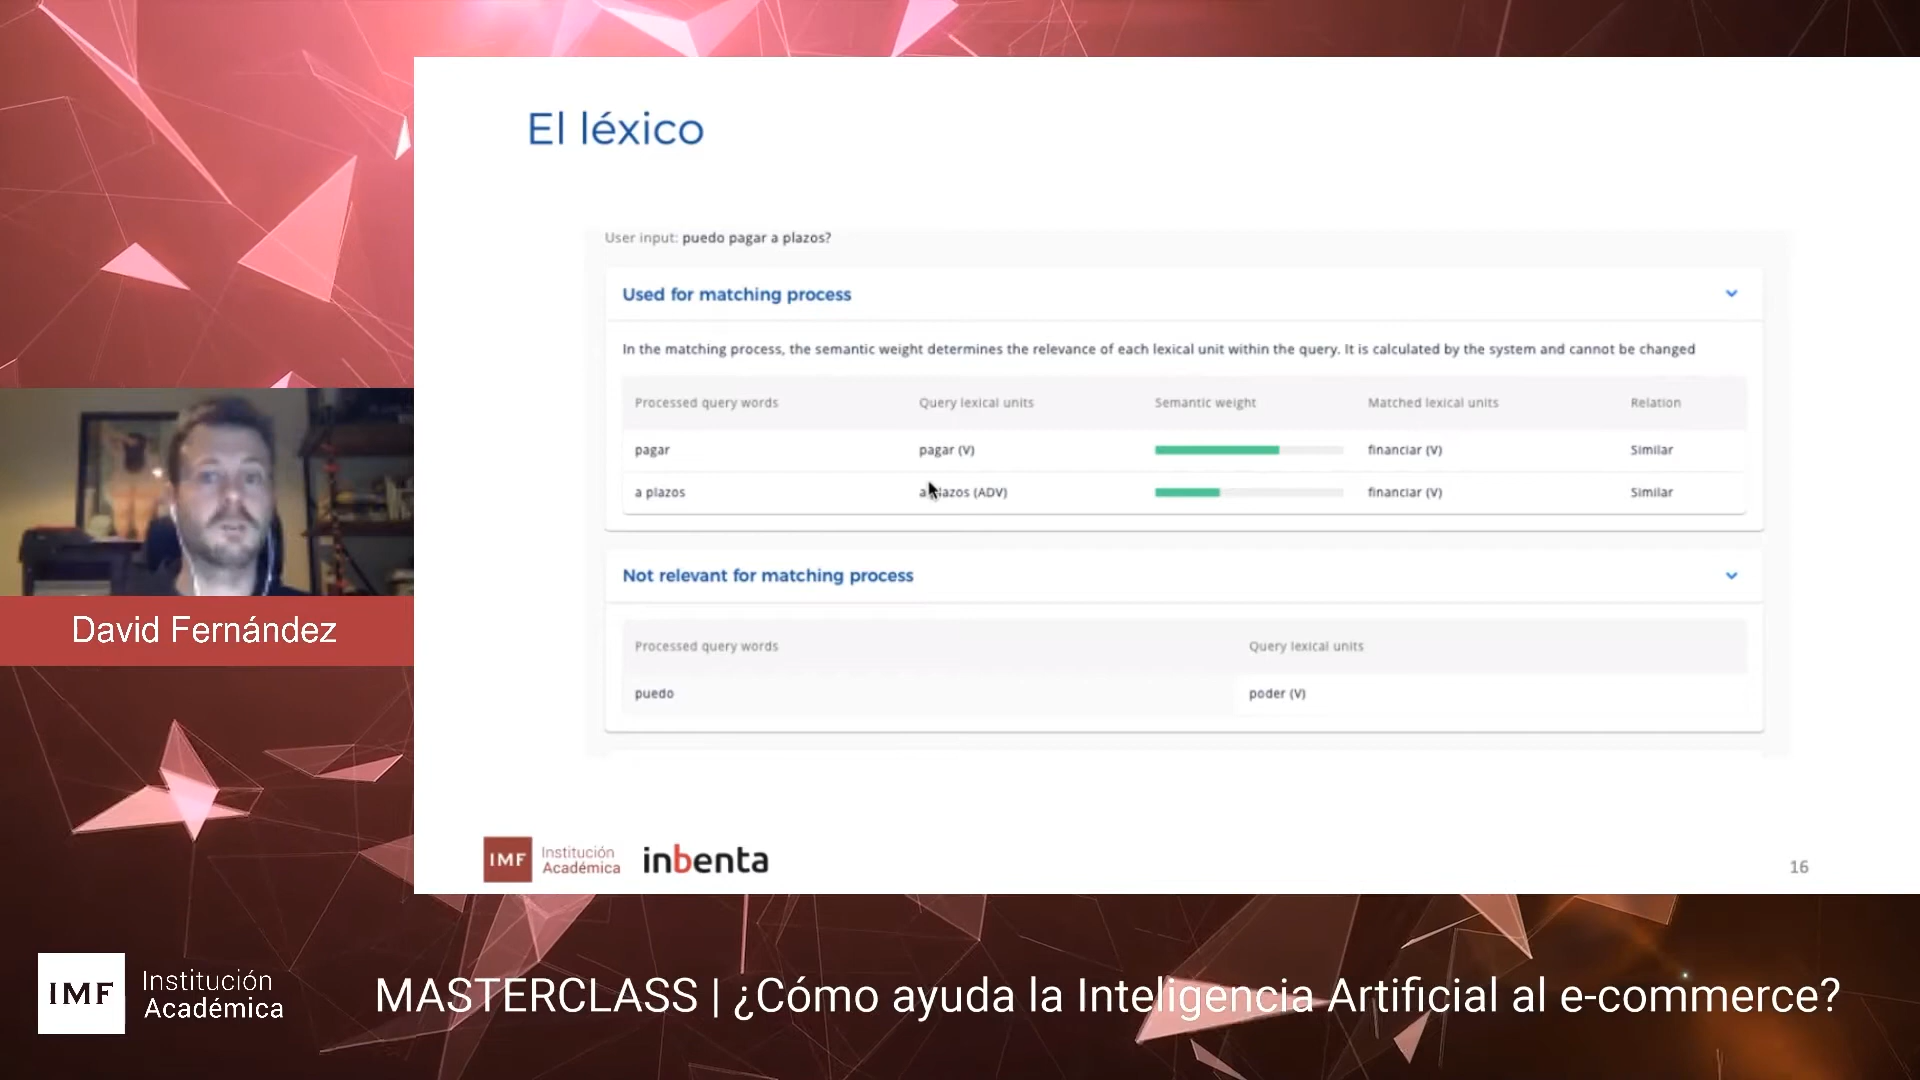 El léxico
User input: puedo pagar a plazos?
Used for matching process
In the matching process, the semantic weight determines the relevance of each lexical unit within the query. It is calculated by the system and cannot be changed
Processed query words Query lexical units Semantic weight Matched lexical units Relation
pagar pagar (V) financiar (V) Similar
a plazos a plazos (ADV) financiar (V) Similar
Not relevant for matching process
Processed query words Query lexical units
puedo poder (V)
David Fernández
IMF Institución
Académica
inbenta
16
IMF Institución
Académica
MASTERCLASS | ¿Cómo ayuda la Inteligencia Artificial al e-commerce?